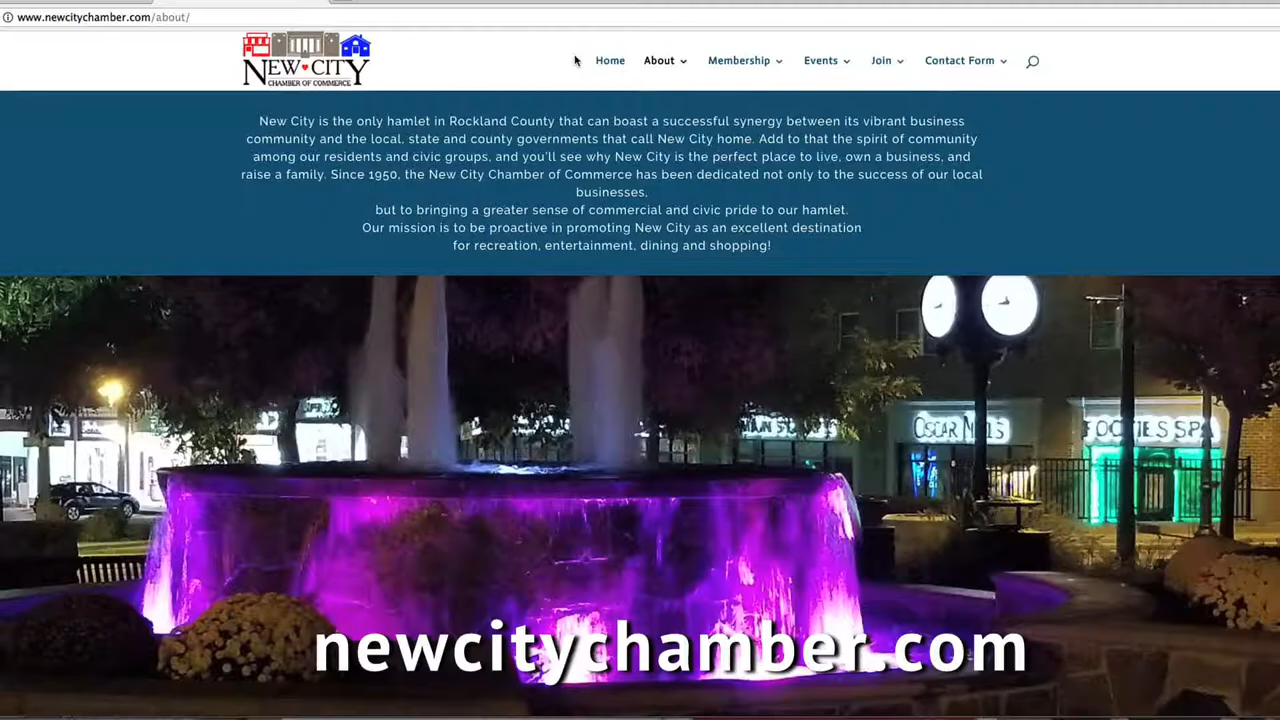 www.newcitychamber.com/about/
NEW CITY
CHAMBER OF COMMERCE
Home About Membership Events Join Contact Form
New City is the only hamlet in Rockland County that can boast a successful synergy between its vibrant business
community and the local, state and county governments that call New City home. Add to that the spirit of community
among our residents and civic groups, and you'll see why New City is the perfect place to live, own a business, and
raise a family. Since 1950, the New City Chamber of Commerce has been dedicated not only to the success of our local
businesses,
but to bringing a greater sense of commercial and civic pride to our hamlet.
Our mission is to be proactive in promoting New City as an excellent destination
for recreation, entertainment, dining and shopping!
FOOTIES SPA
newcitychamber.com